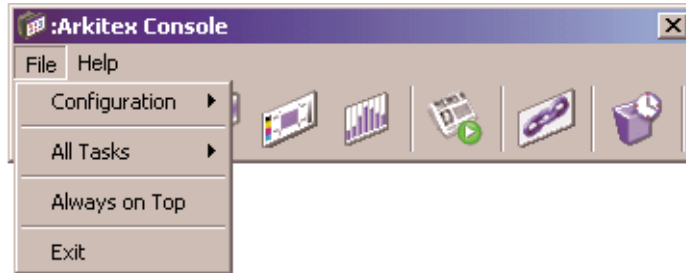 :Arkitex Console
File Help
Configuration
All Tasks
Always on Top
Exit